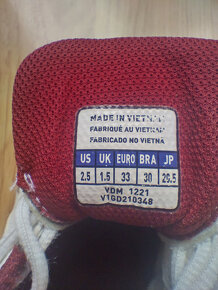 MADE IN VIETNAM
FABRIQUÉ AU VIETNAM
FABRICADO NO VIETNA
US UK EURO BRA JP
2.5 1.5 33 30 20.5
VDM 1221
V1GD210348